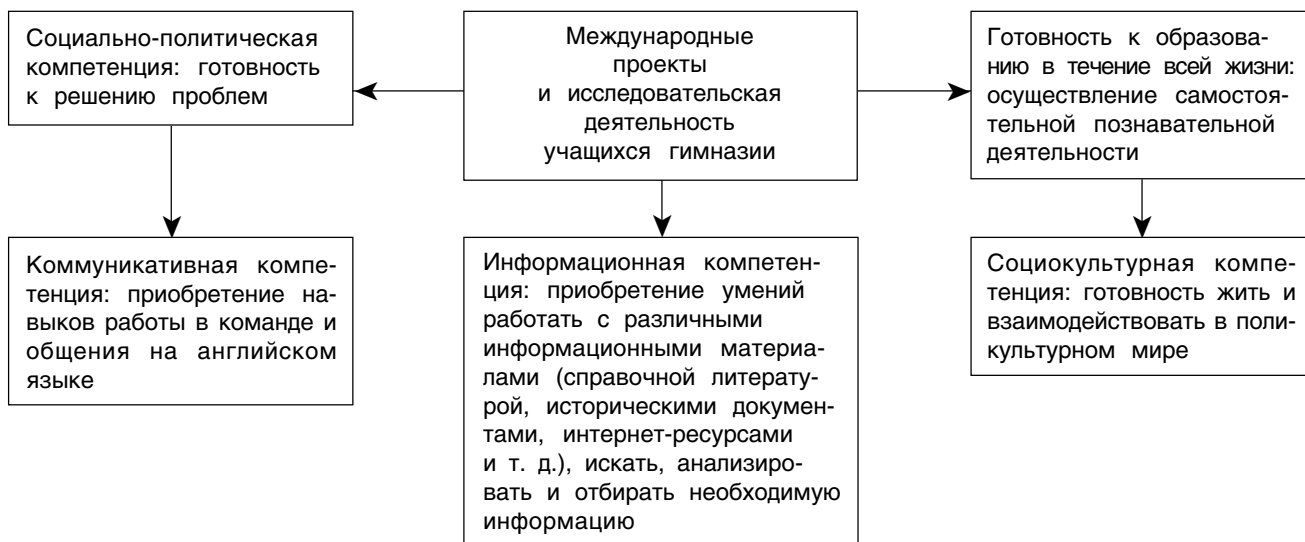 Социально-политическая
компетенция: готовность
к решению проблем
Международные
проекты
и исследовательская
деятельность
учащихся гимназии
Готовность к образова-
нию в течение всей жизни:
осуществление самостоя-
тельной познавательной
деятельности
Коммуникативная компе-
тенция: приобретение на-
выков работы в команде и
общения на английском
языке
Информационная компетен-
ция: приобретение умений
работать с различными
информационными материа-
лами (справочной литерату-
рой, историческими докумен-
тами, интернет-ресурсами
и т. д.), искать, анализиро-
вать и отбирать необходимую
информацию
Социокультурная компе-
тенция: готовность жить и
взаимодействовать в поли-
культурном мире